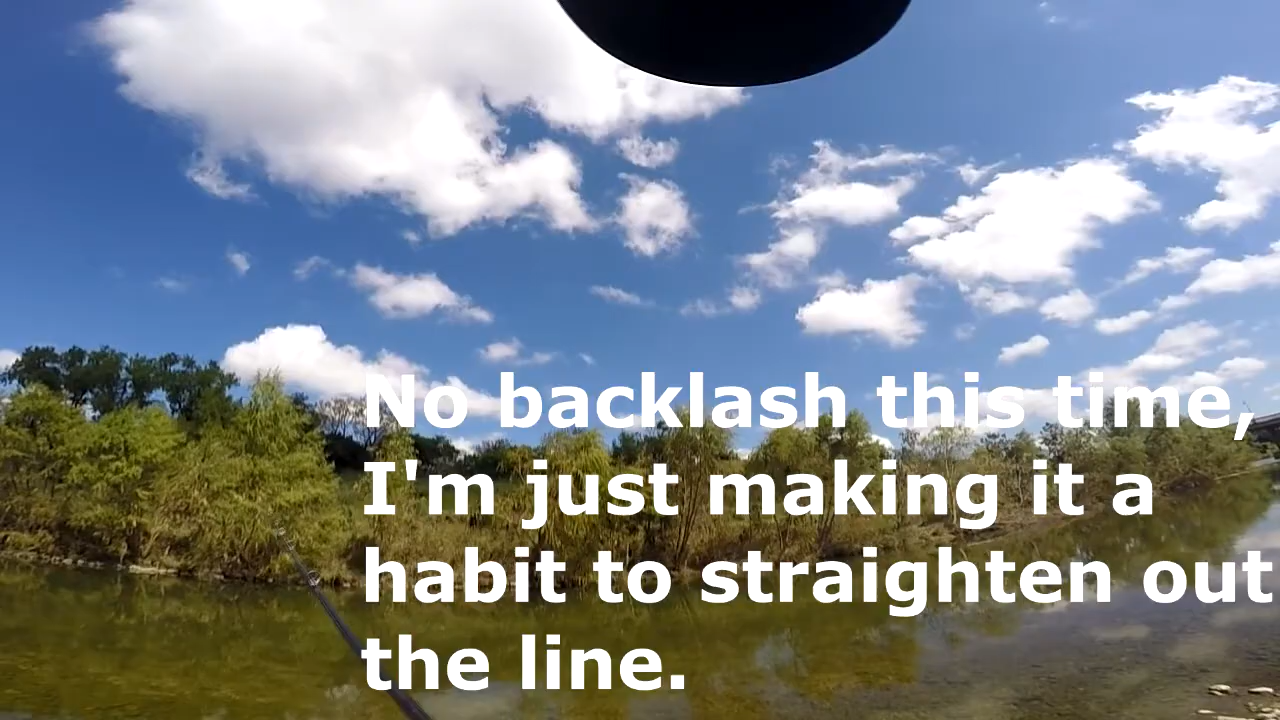 No backlash this time,
I'm just making it a
habit to straighten out
the line.